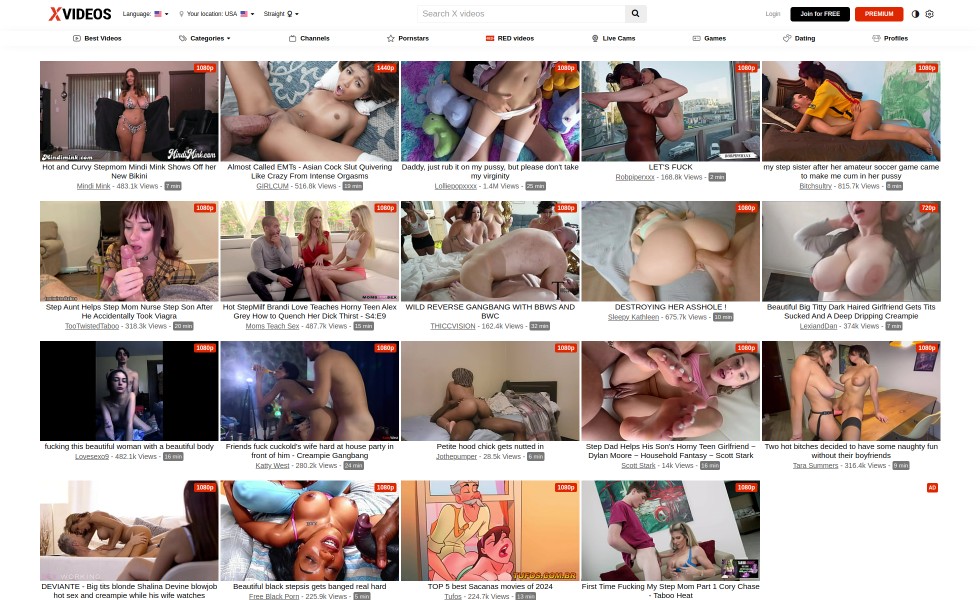 XVIDEOS
Language:
Your location: USA
Straight
Search X videos
Login
Join for FREE
PREMIUM
Best Videos
Categories
Channels
Pornstars
RED videos
Live Cams
Games
Dating
Profiles
1080p
MindiMink.com
Hot and Curvy Stepmom Mindi Mink Shows Off her
New Bikini
Mindi Mink - 483.1k Views - 7 min
1440p
Almost Called EMTs - Asian Cock Slut Quivering
Like Crazy From Intense Orgasms
GIRLCUM - 516.8k Views - 19 min
1080p
Daddy, just rub it on my pussy, but please don't take
my virginity
Lolliepopxxxx - 1.4M Views - 25 min
1080p
LET'S FUCK
Robpiperxxx - 168.8k Views - 2 min
1080p
my step sister after her amateur soccer game came
to make me cum in her pussy
Bitchsultry - 815.7k Views - 8 min
1080p
Step Aunt Helps Step Mom Nurse Step Son After
He Accidentally Took Viagra
TooTwistedTaboo - 318.3k Views - 20 min
1080p
Hot StepMilf Brandi Love Teaches Horny Teen Alex
Grey How to Quench Her Dick Thirst - S4:E9
Moms Teach Sex - 487.7k Views - 15 min
1080p
WILD REVERSE GANGBANG WITH BBWS AND
BWC
THICCVISION - 162.4k Views - 32 min
1080p
DESTROYING HER ASSHOLE !
Sleepy Kathleen - 675.7k Views - 10 min
720p
Beautiful Big Titty Dark Haired Girlfriend Gets Tits
Sucked And A Deep Dripping Creampie
LexiandDan - 374k Views - 7 min
1080p
fucking this beautiful woman with a beautiful body
Lovesexo9 - 482.1k Views - 16 min
1080p
Friends fuck cuckold's wife hard at house party in
front of him - Creampie Gangbang
Katty West - 280.2k Views - 24 min
1080p
Petite hood chick gets nutted in
Jothepumper - 28.5k Views - 6 min
1080p
Step Dad Helps His Son's Horny Teen Girlfriend ~
Dylan Moore ~ Household Fantasy ~ Scott Stark
Scott Stark - 14k Views - 16 min
1080p
Two hot bitches decided to have some naughty fun
without their boyfriends
Tara Summers - 316.4k Views - 9 min
1080p
DEVIANTE - Big tits blonde Shalina Devine blowjob
hot sex and creampie while his wife watches
1080p
Beautiful black stepsis gets banged real hard
Free Black Porn - 225.9k Views - 5 min
1080p
TUFOS.COM.BR
TOP 5 best Sacanas movies of 2024
Tufos - 224.7k Views - 13 min
1080p
First Time Fucking My Step Mom Part 1 Cory Chase
- Taboo Heat
AD